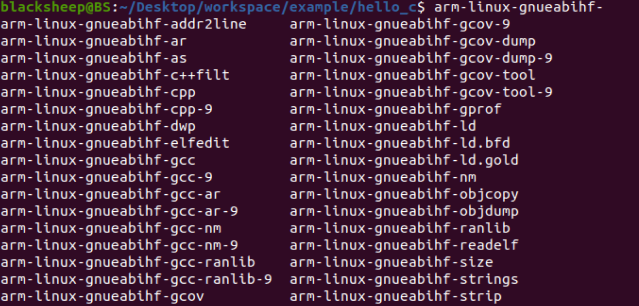 blacksheep@BS:~/Desktop/workspace/example/hello_c$ arm-linux-gnueabihf-
arm-linux-gnueabihf-addr2line arm-linux-gnueabihf-gcov-9
arm-linux-gnueabihf-ar arm-linux-gnueabihf-gcov-dump
arm-linux-gnueabihf-as arm-linux-gnueabihf-gcov-dump-9
arm-linux-gnueabihf-c++filt arm-linux-gnueabihf-gcov-tool
arm-linux-gnueabihf-cpp arm-linux-gnueabihf-gcov-tool-9
arm-linux-gnueabihf-cpp-9 arm-linux-gnueabihf-gprof
arm-linux-gnueabihf-dwp arm-linux-gnueabihf-ld
arm-linux-gnueabihf-elfedit arm-linux-gnueabihf-ld.bfd
arm-linux-gnueabihf-gcc arm-linux-gnueabihf-ld.gold
arm-linux-gnueabihf-gcc-9 arm-linux-gnueabihf-nm
arm-linux-gnueabihf-gcc-ar arm-linux-gnueabihf-objcopy
arm-linux-gnueabihf-gcc-ar-9 arm-linux-gnueabihf-objdump
arm-linux-gnueabihf-gcc-nm arm-linux-gnueabihf-ranlib
arm-linux-gnueabihf-gcc-nm-9 arm-linux-gnueabihf-readelf
arm-linux-gnueabihf-gcc-ranlib arm-linux-gnueabihf-size
arm-linux-gnueabihf-gcc-ranlib-9 arm-linux-gnueabihf-strings
arm-linux-gnueabihf-gcov arm-linux-gnueabihf-strip